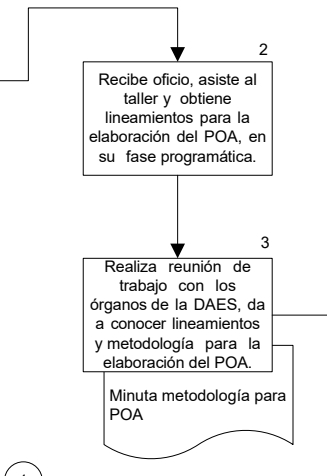 2
Recibe oficio, asiste al
taller y obtiene
lineamientos para la
elaboración del POA, en
su fase programática.
3
Realiza reunión de
trabajo con los
órganos de la DAES, da
a conocer lineamientos
y metodología para la
elaboración del POA.
Minuta metodología para
POA